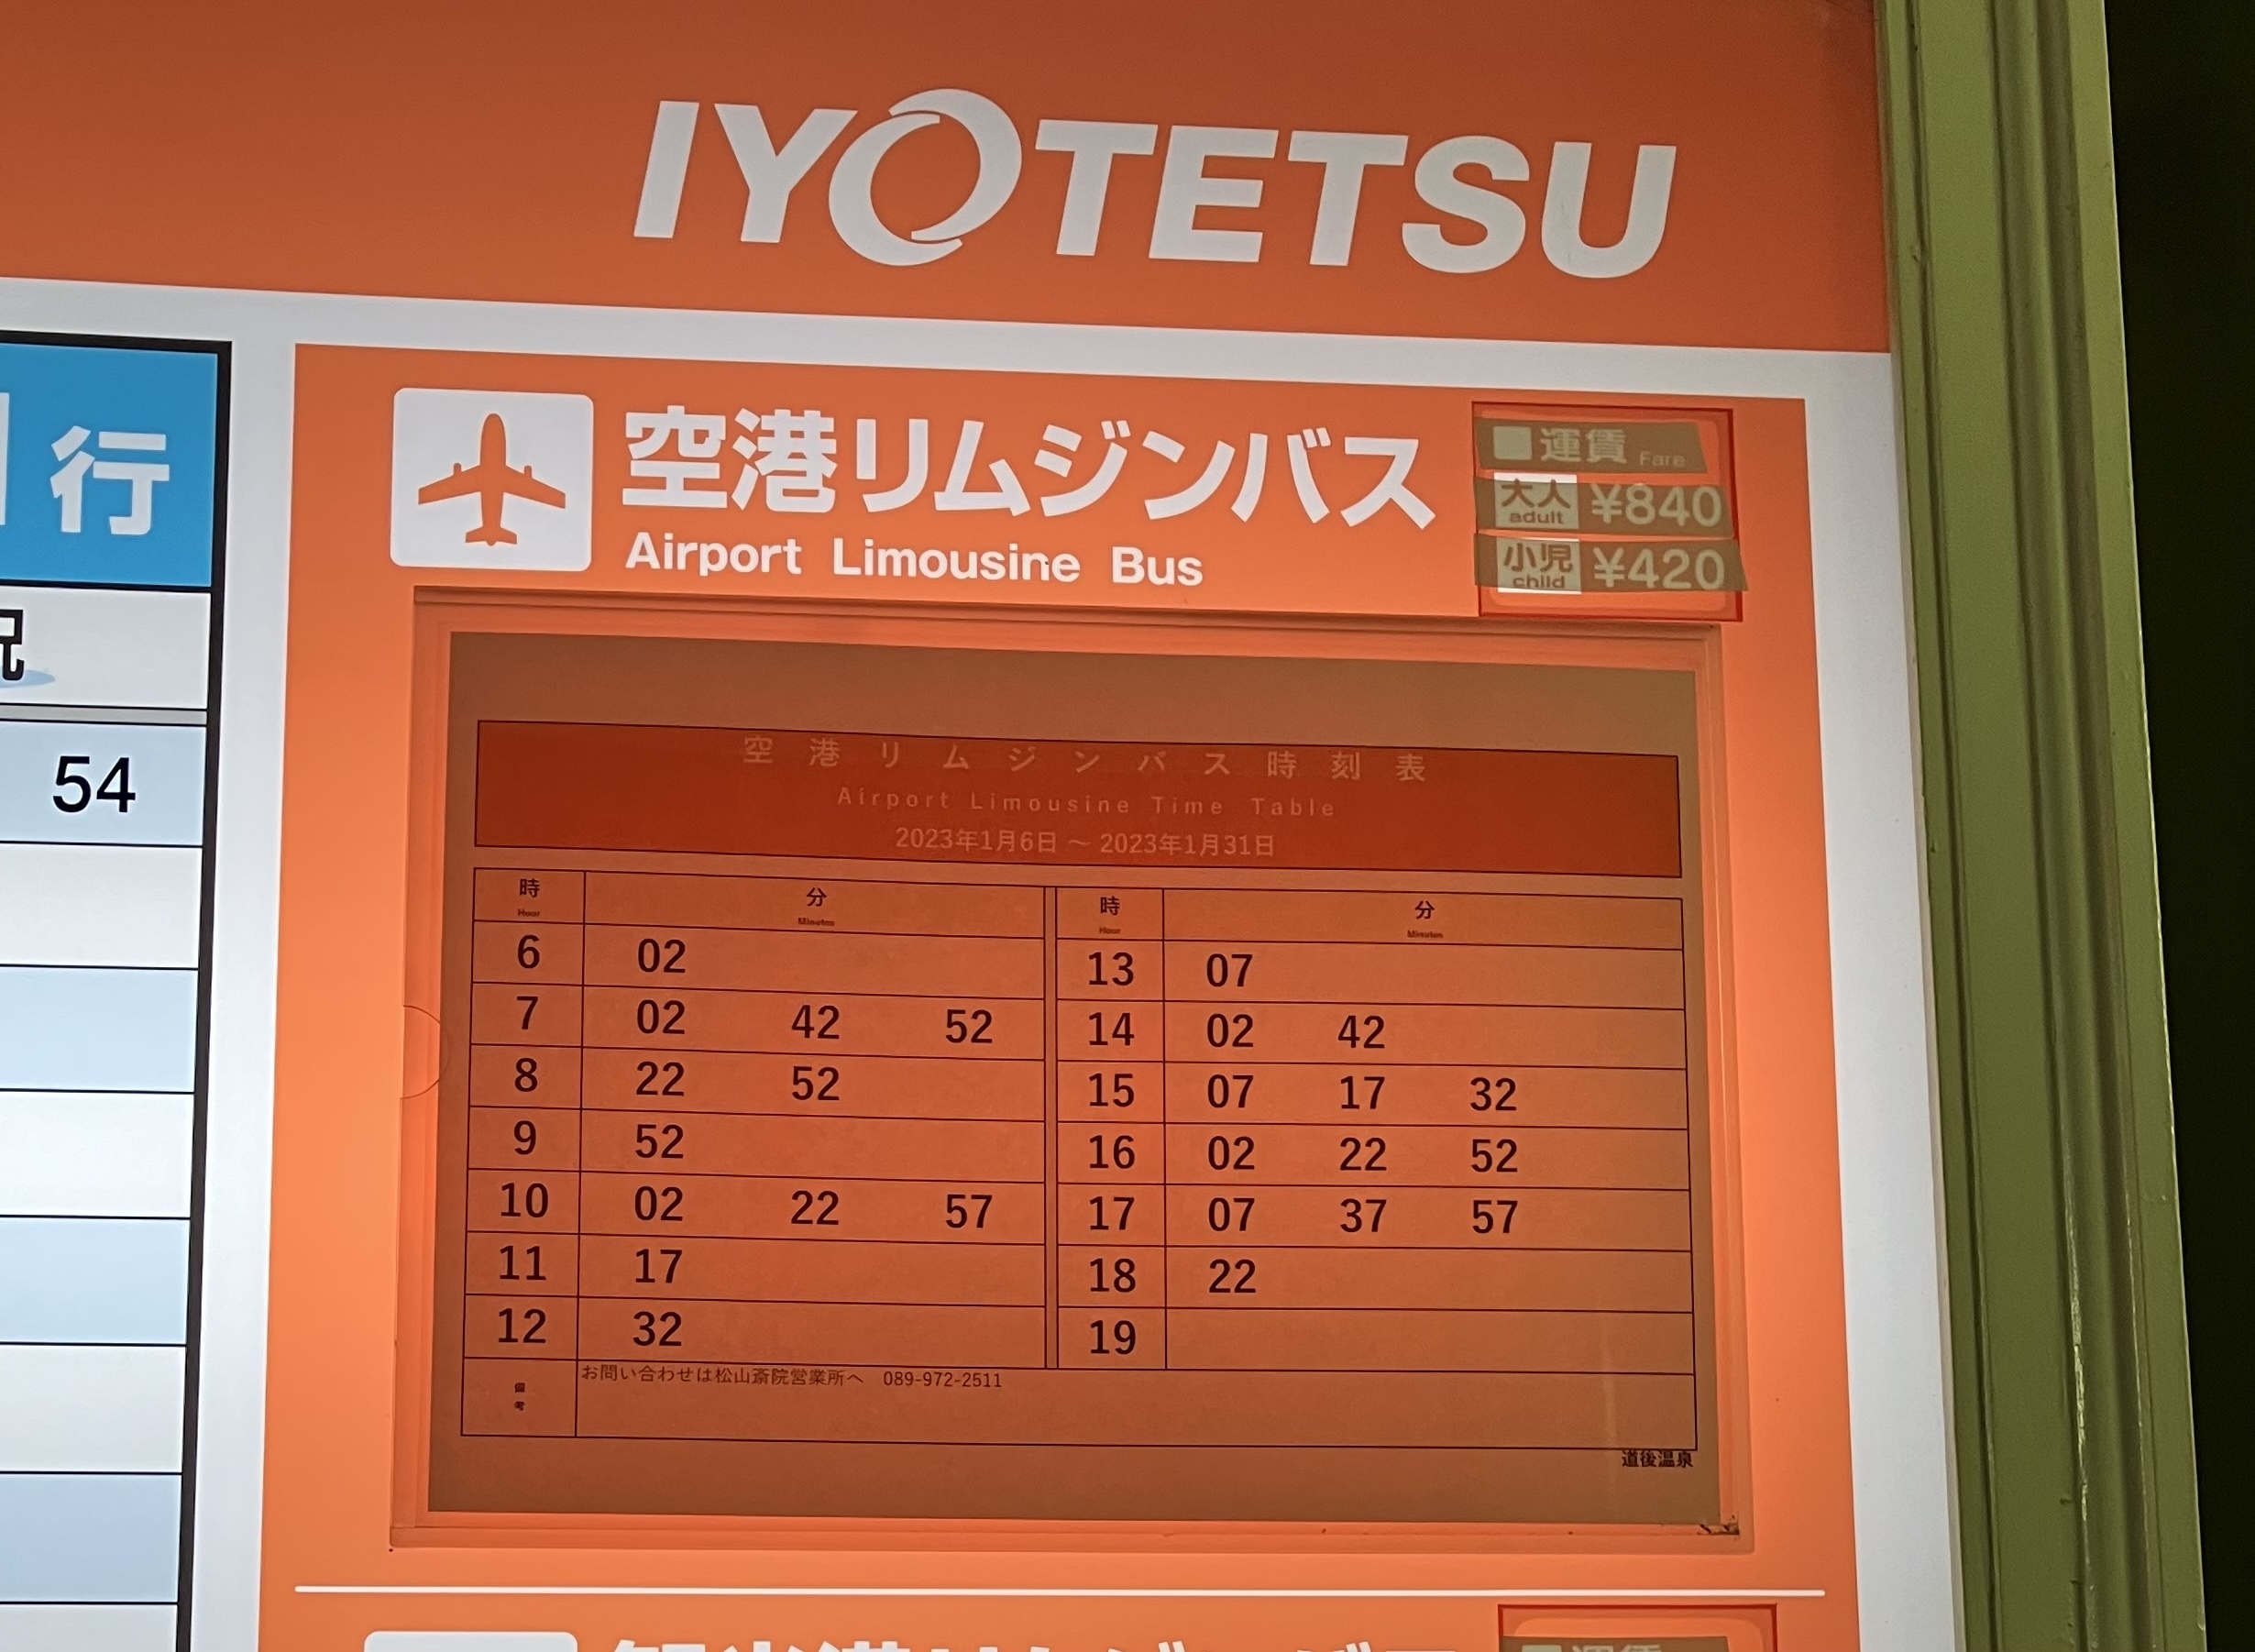 IYOTETSU
行
54
空港リムジンバス
Airport Limousine Bus
運賃 Fare
大人 adult ¥840
小児 child ¥420
空港リムジンバス時刻表
Airport Limousine Time Table
2023年1月6日 ～ 2023年1月31日
時 分 時 分
Hour Minutes Hour Minutes
6 02 13 07
7 02 42 52 14 02 42
8 22 52 15 07 17 32
9 52 16 02 22 52
10 02 22 57 17 07 37 57
11 17 18 22
12 32 19
備考 お問い合わせは松山斎院営業所へ 089-972-2511
道後温泉
運賃